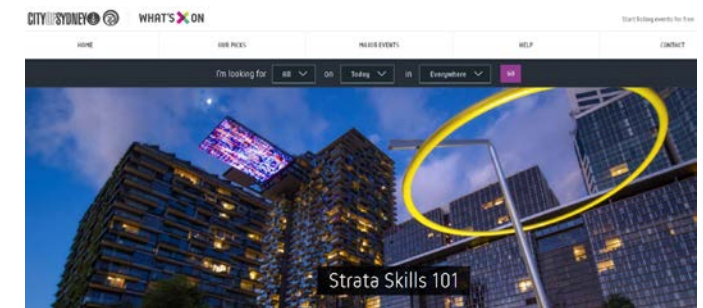 CITY OF SYDNEY WHAT'S ON
Start listing events for free
HOME OUR PICKS MAJOR EVENTS HELP CONTACT
I'm looking for All on Today in Everywhere GO
Strata Skills 101